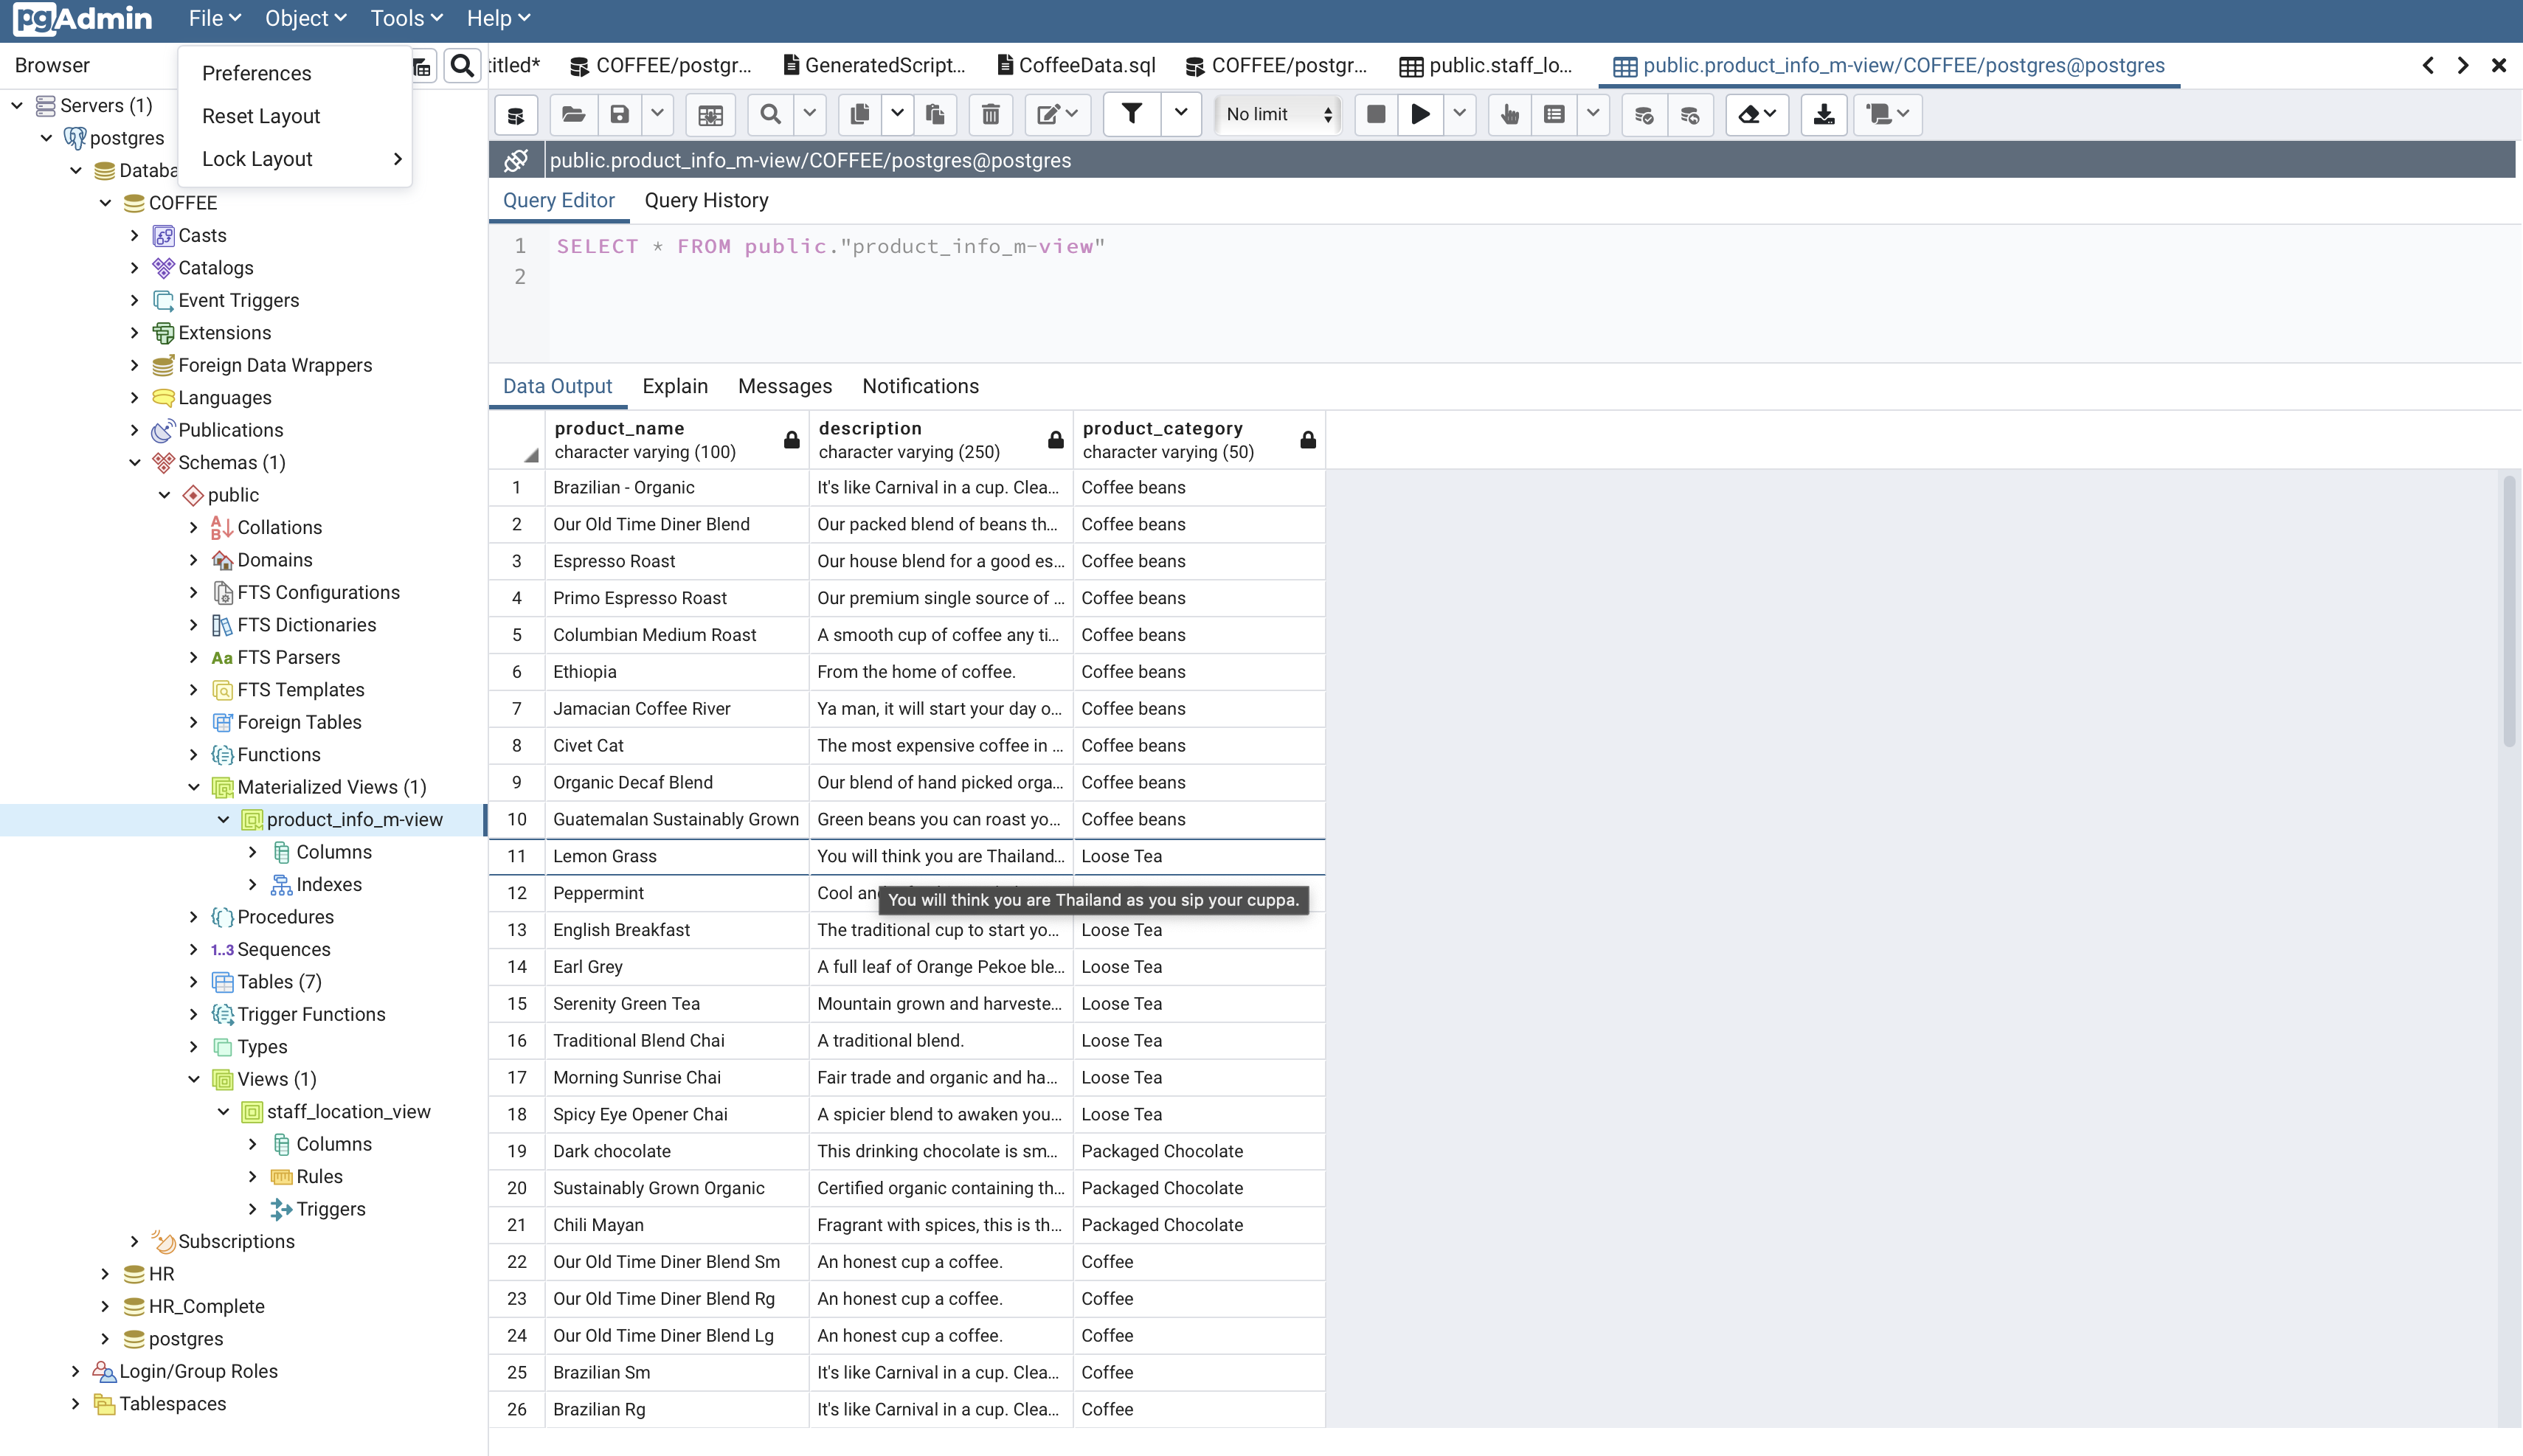 pgAdmin
File Object Tools Help
Preferences
Reset Layout
Lock Layout
Browser
Servers (1)
postgres
Databa
COFFEE
Casts
Catalogs
Event Triggers
Extensions
Foreign Data Wrappers
Languages
Publications
Schemas (1)
public
Collations
Domains
FTS Configurations
FTS Dictionaries
Aa FTS Parsers
FTS Templates
Foreign Tables
Functions
Materialized Views (1)
product_info_m-view
Columns
Indexes
Procedures
1..3 Sequences
Tables (7)
Trigger Functions
Types
Views (1)
staff_location_view
Columns
Rules
Triggers
Subscriptions
HR
HR_Complete
postgres
Login/Group Roles
Tablespaces
titled* COFFEE/postgr... GeneratedScript... CoffeeData.sql COFFEE/postgr... public.staff_lo... public.product_info_m-view/COFFEE/postgres@postgres
No limit
public.product_info_m-view/COFFEE/postgres@postgres
Query Editor Query History
1 SELECT * FROM public."product_info_m-view"
2
Data Output Explain Messages Notifications
product_name description product_category
character varying (100) character varying (250) character varying (50)
1 Brazilian - Organic It's like Carnival in a cup. Clea... Coffee beans
2 Our Old Time Diner Blend Our packed blend of beans th... Coffee beans
3 Espresso Roast Our house blend for a good es... Coffee beans
4 Primo Espresso Roast Our premium single source of ... Coffee beans
5 Columbian Medium Roast A smooth cup of coffee any ti... Coffee beans
6 Ethiopia From the home of coffee. Coffee beans
7 Jamacian Coffee River Ya man, it will start your day o... Coffee beans
8 Civet Cat The most expensive coffee in ... Coffee beans
9 Organic Decaf Blend Our blend of hand picked orga... Coffee beans
10 Guatemalan Sustainably Grown Green beans you can roast yo... Coffee beans
11 Lemon Grass You will think you are Thailand... Loose Tea
12 Peppermint Cool an
You will think you are Thailand as you sip your cuppa.
13 English Breakfast The traditional cup to start yo... Loose Tea
14 Earl Grey A full leaf of Orange Pekoe ble... Loose Tea
15 Serenity Green Tea Mountain grown and harveste... Loose Tea
16 Traditional Blend Chai A traditional blend. Loose Tea
17 Morning Sunrise Chai Fair trade and organic and ha... Loose Tea
18 Spicy Eye Opener Chai A spicier blend to awaken you... Loose Tea
19 Dark chocolate This drinking chocolate is sm... Packaged Chocolate
20 Sustainably Grown Organic Certified organic containing th... Packaged Chocolate
21 Chili Mayan Fragrant with spices, this is th... Packaged Chocolate
22 Our Old Time Diner Blend Sm An honest cup a coffee. Coffee
23 Our Old Time Diner Blend Rg An honest cup a coffee. Coffee
24 Our Old Time Diner Blend Lg An honest cup a coffee. Coffee
25 Brazilian Sm It's like Carnival in a cup. Clea... Coffee
26 Brazilian Rg It's like Carnival in a cup. Clea... Coffee